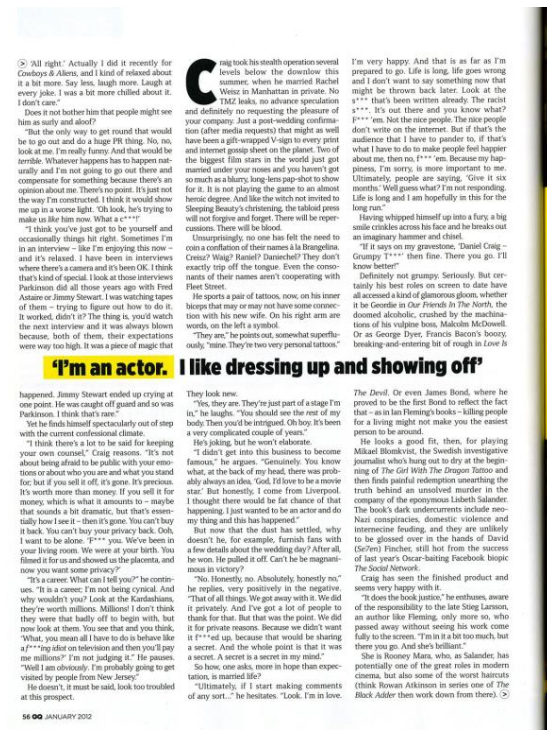 'All right.' Actually I did it recently for
Cowboys & Aliens, and I kind of relaxed about
it a bit more. Say less, laugh more. Laugh at
every joke. I was a bit more chilled about it.
I don't care."
Does it not bother him that people might see
him as surly and aloof?
"But the only way to get round that would
be to go out and do a huge PR thing. No, no,
look at me. I'm really funny. And that would be
terrible. Whatever happens has to happen nat-
urally and I'm not going to go out there and
compensate for something because there's an
opinion about me. There's no point. It's just not
the way I'm constructed. I think it would show
me up in a worse light. 'Oh look, he's trying to
make us like him now. What a c***!'
"I think you've just got to be yourself and
occasionally things hit right. Sometimes I'm
in an interview – like I'm enjoying this now –
and it's relaxed. I have been in interviews
where there's a camera and it's been OK. I think
that's kind of special. I look at those interviews
Parkinson did all those years ago with Fred
Astaire or Jimmy Stewart. I was watching tapes
of them – trying to figure out how to do it.
It worked, didn't it? The thing is, you'd watch
the next interview and it was always blown
because, both of them, their expectations
were way too high. It was a piece of magic that
happened. Jimmy Stewart ended up crying at
one point. He was caught off guard and so was
Parkinson. I think that's rare."
Yet he finds himself spectacularly out of step
with the current confessional climate.
"I think there's a lot to be said for keeping
your own counsel," Craig reasons. "It's not
about being afraid to be public with your emo-
tions or about who you are and what you stand
for; but if you sell it off, it's gone. It's precious.
It's worth more than money. If you sell it for
money, which is what it amounts to – maybe
that sounds a bit dramatic, but that's essen-
tially how I see it – then it's gone. You can't buy
it back. You can't buy your privacy back. Ooh,
I want to be alone. 'F*** you. We've been in
your living room. We were at your birth. You
filmed it for us and showed us the placenta, and
now you want some privacy?'
"It's a career. What can I tell you?" he contin-
ues. "It is a career; I'm not being cynical. And
why wouldn't you? Look at the Kardashians,
they're worth millions. Millions! I don't think
they were that badly off to begin with, but
now look at them. You see that and you think,
'What, you mean all I have to do is behave like
a f***ing idiot on television and then you'll pay
me millions?' I'm not judging it." He pauses.
"Well I am obviously. I'm probably going to get
visited by people from New Jersey."
He doesn't, it must be said, look too troubled
at this prospect.
Craig took his stealth operation several
levels below the downlow this
summer, when he married Rachel
Weisz in Manhattan in private. No
TMZ leaks, no advance speculation
and definitely no requesting the pleasure of
your company. Just a post-wedding confirma-
tion (after media requests) that might as well
have been a gift-wrapped V-sign to every print
and internet gossip sheet on the planet. Two of
the biggest film stars in the world just got
married under your noses and you haven't got
so much as a blurry, long-lens pap-shot to show
for it. It is not playing the game to an almost
heroic degree. And like the witch not invited to
Sleeping Beauty's christening, the tabloid press
will not forgive and forget. There will be reper-
cussions. There will be blood.
Unsurprisingly, no one has felt the need to
coin a conflation of their names à la Brangelina.
Creisz? Waig? Raniel? Daniechel? They don't
exactly trip off the tongue. Even the conso-
nants of their names aren't cooperating with
Fleet Street.
He sports a pair of tattoos, now, on his inner
biceps that may or may not have some connec-
tion with his new wife. On his right arm are
words, on the left a symbol.
"They are," he points out, somewhat superflu-
ously, "mine. They're two very personal tattoos."
They look new.
"Yes, they are. They're just part of a stage I'm
in," he laughs. "You should see the rest of my
body. Then you'd be intrigued. Oh boy. It's been
a very complicated couple of years."
He's joking, but he won't elaborate.
"I didn't get into this business to become
famous," he argues. "Genuinely. You know
what, at the back of my head, there was prob-
ably always an idea, 'God, I'd love to be a movie
star.' But honestly, I come from Liverpool.
I thought there would be fat chance of that
happening. I just wanted to be an actor and do
my thing and this has happened."
But now that the dust has settled, why
doesn't he, for example, furnish fans with
a few details about the wedding day? After all,
he won. He pulled it off. Can't he be magnani-
mous in victory?
"No. Honestly, no. Absolutely, honestly no,"
he replies, very positively in the negative.
"That of all things. We got away with it. We did
it privately. And I've got a lot of people to
thank for that. But that was the point. We did
it for private reasons. Because we didn't want
it f***ed up, because that would be sharing
a secret. And the whole point is that it was
a secret. A secret is a secret in my mind."
So how, one asks, more in hope than expec-
tation, is married life?
"Ultimately, if I start making comments
of any sort..." he hesitates. "Look. I'm in love.
I'm very happy. And that is as far as I'm
prepared to go. Life is long, life goes wrong
and I don't want to say something now that
might be thrown back later. Look at the
s*** that's been written already. The racist
s***. It's out there and you know what?
F*** 'em. Not the nice people. The nice people
don't write on the internet. But if that's the
audience that I have to pander to, if that's
what I have to do to make people feel happier
about me, then no, f*** 'em. Because my hap-
piness, I'm sorry, is more important to me.
Ultimately, people are saying, 'Give it six
months.' Well guess what? I'm not responding.
Life is long and I am hopefully in this for the
long run."
Having whipped himself up into a fury, a big
smile crinkles across his face and he breaks out
an imaginary hammer and chisel.
"If it says on my gravestone, 'Daniel Craig –
Grumpy T***' then fine. There you go. I'll
know better!"
Definitely not grumpy. Seriously. But cer-
tainly his best roles on screen to date have
all accessed a kind of glamorous gloom, whether
it be Geordie in Our Friends In The North, the
doomed alcoholic, crushed by the machina-
tions of his vulpine boss, Malcolm McDowell.
Or as George Dyer, Francis Bacon's boozy,
breaking-and-entering bit of rough in Love Is
The Devil. Or even James Bond, where he
proved to be the first Bond to reflect the fact
that – as in Ian Fleming's books – killing people
for a living might not make you the easiest
person to be around.
He looks a good fit, then, for playing
Mikael Blomkvist, the Swedish investigative
journalist who's hung out to dry at the begin-
ning of The Girl With The Dragon Tattoo and
then finds painful redemption unearthing the
truth behind an unsolved murder in the
company of the eponymous Lisbeth Salander.
The book's dark undercurrents include neo-
Nazi conspiracies, domestic violence and
internecine feuding, and they are unlikely
to be glossed over in the hands of David
(Se7en) Fincher, still hot from the success
of last year's Oscar-baiting Facebook biopic
The Social Network.
Craig has seen the finished product and
seems very happy with it.
"It does the book justice," he enthuses, aware
of the responsibility to the late Stieg Larsson,
an author like Fleming, only more so, who
passed away without seeing his work come
fully to the screen. "I'm in it a bit too much, but
there you go. And she's brilliant."
She is Rooney Mara, who, as Salander, has
potentially one of the great roles in modern
cinema, but also some of the worst haircuts
(think Rowan Atkinson in series one of The
Black Adder then work down from there).
'I'm an actor. I like dressing up and showing off'
56 GQ JANUARY 2012